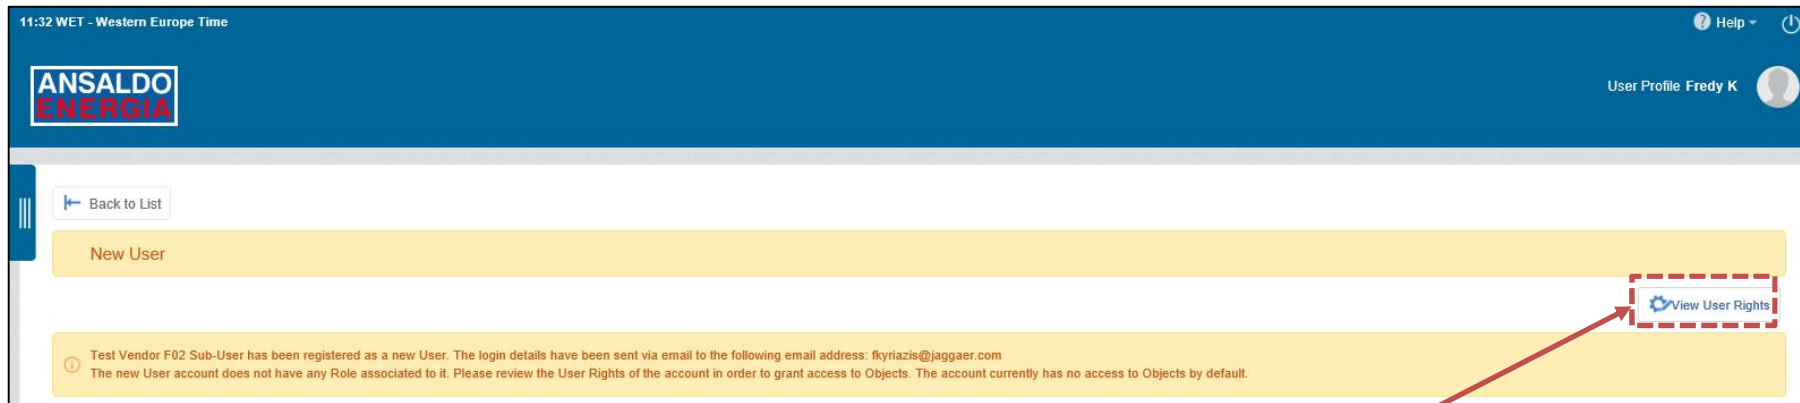 11:32 WET - Western Europe Time
Help
ANSALDO
ENERGIA
User Profile Fredy K
Back to List
New User
View User Rights
Test Vendor F02 Sub-User has been registered as a new User. The login details have been sent via email to the following email address: fkyriazis@jaggaer.com
The new User account does not have any Role associated to it. Please review the User Rights of the account in order to grant access to Objects. The account currently has no access to Objects by default.